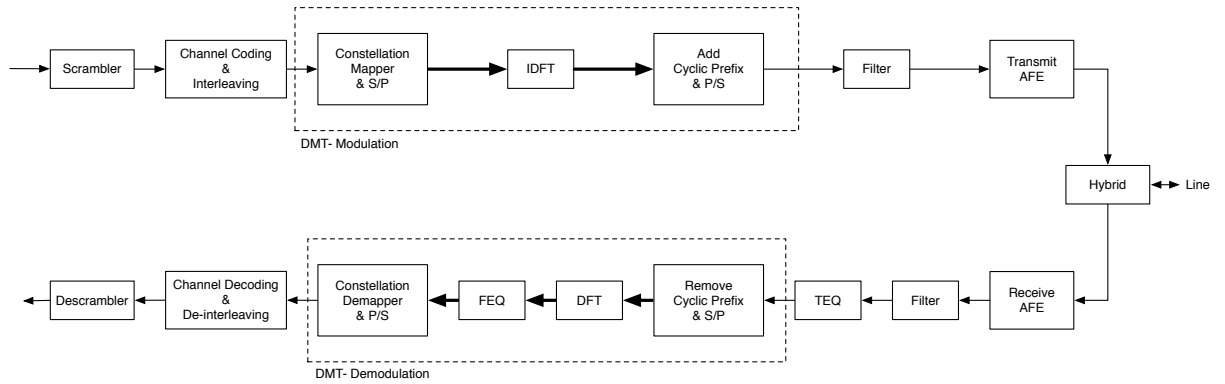 Scrambler
Channel Coding
&
Interleaving
Constellation
Mapper
& S/P
IDFT
Add
Cyclic Prefix
& P/S
Filter
Transmit
AFE
DMT- Modulation
Hybrid
Line
Descrambler
Channel Decoding
&
De-interleaving
Constellation
Demapper
& P/S
FEQ
DFT
Remove
Cyclic Prefix
& S/P
TEQ
Filter
Receive
AFE
DMT- Demodulation